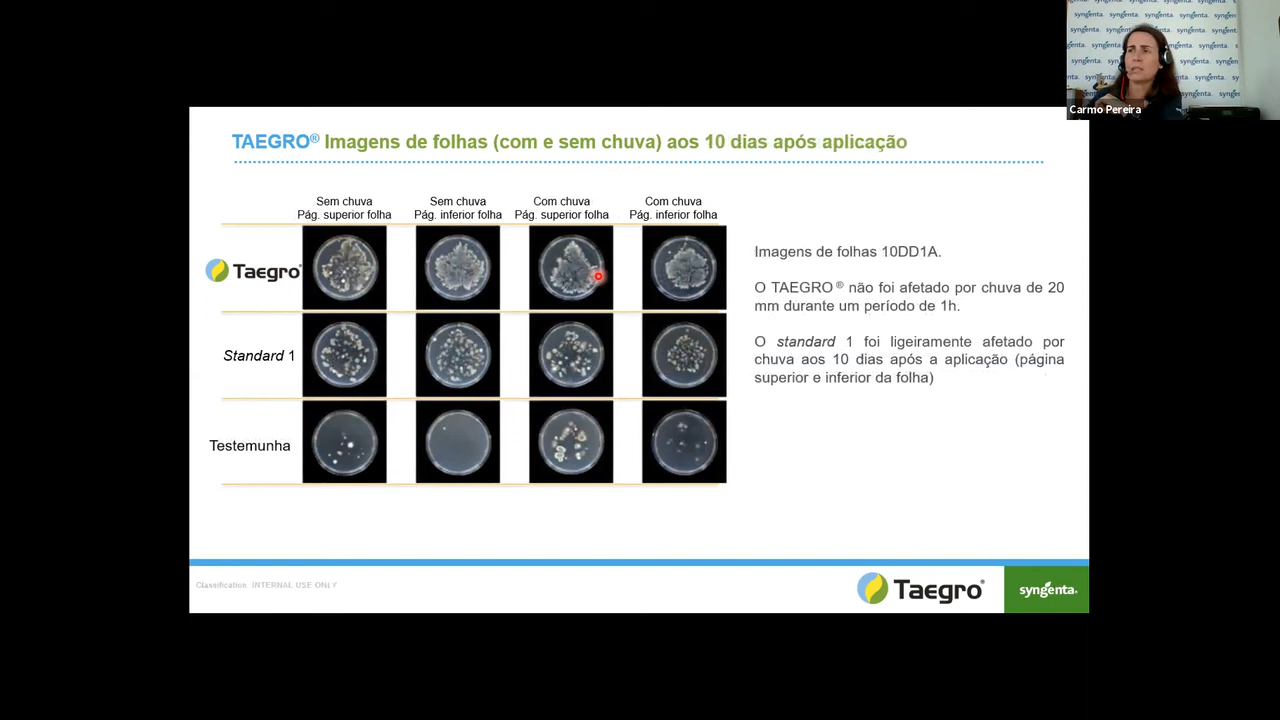 Carmo Pereira
TAEGRO® Imagens de folhas (com e sem chuva) aos 10 dias após aplicação
Sem chuva
Pág. superior folha
Sem chuva
Pág. inferior folha
Com chuva
Pág. superior folha
Com chuva
Pág. inferior folha
Taegro®
Standard 1
Testemunha
Imagens de folhas 10DD1A.
O TAEGRO ® não foi afetado por chuva de 20
mm durante um período de 1h.
O standard 1 foi ligeiramente afetado por
chuva aos 10 dias após a aplicação (página
superior e inferior da folha)
Classification: INTERNAL USE ONLY
Taegro®
syngenta